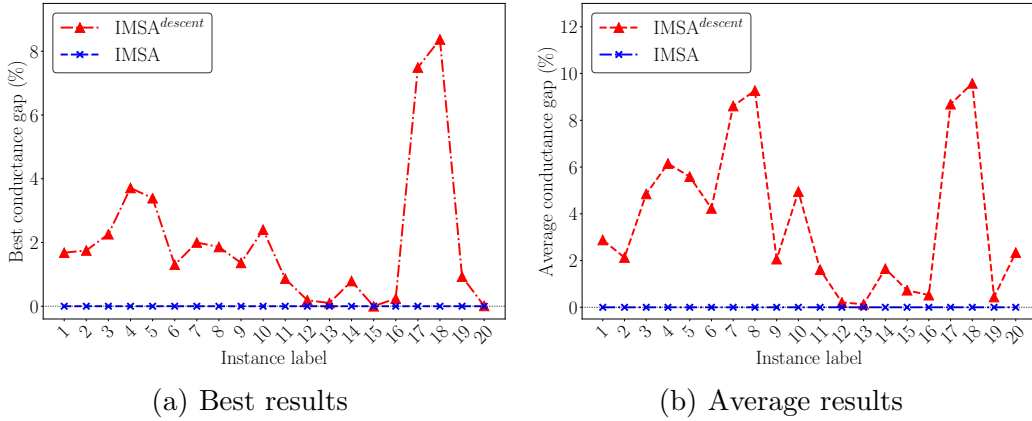 IMSA^descent
IMSA
Best conductance gap (%)
8
6
4
2
0
1 2 3 4 5 6 7 8 9 10 11 12 13 14 15 16 17 18 19 20
Instance label
(a) Best results
IMSA^descent
IMSA
Average conductance gap (%)
12
10
8
6
4
2
0
1 2 3 4 5 6 7 8 9 10 11 12 13 14 15 16 17 18 19 20
Instance label
(b) Average results